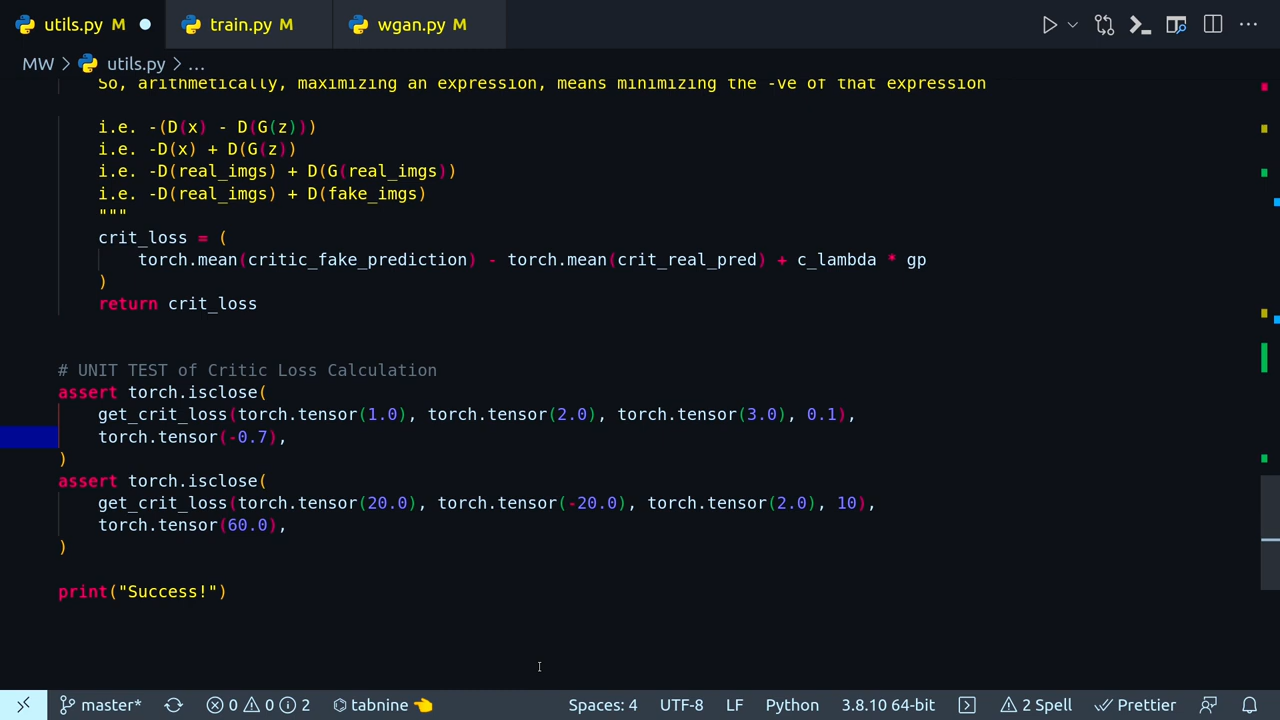 utils.py M train.py M wgan.py M
MW > utils.py > ...
So, arithmetically, maximizing an expression, means minimizing the -ve of that expression
i.e. -(D(x) - D(G(z)))
i.e. -D(x) + D(G(z))
i.e. -D(real_imgs) + D(G(real_imgs))
i.e. -D(real_imgs) + D(fake_imgs)
"""
crit_loss = (
torch.mean(critic_fake_prediction) - torch.mean(crit_real_pred) + c_lambda * gp
)
return crit_loss
# UNIT TEST of Critic Loss Calculation
assert torch.isclose(
get_crit_loss(torch.tensor(1.0), torch.tensor(2.0), torch.tensor(3.0), 0.1),
torch.tensor(-0.7),
)
assert torch.isclose(
get_crit_loss(torch.tensor(20.0), torch.tensor(-20.0), torch.tensor(2.0), 10),
torch.tensor(60.0),
)
print("Success!")
master* 0 0 2 tabnine Spaces: 4 UTF-8 LF Python 3.8.10 64-bit 2 Spell Prettier